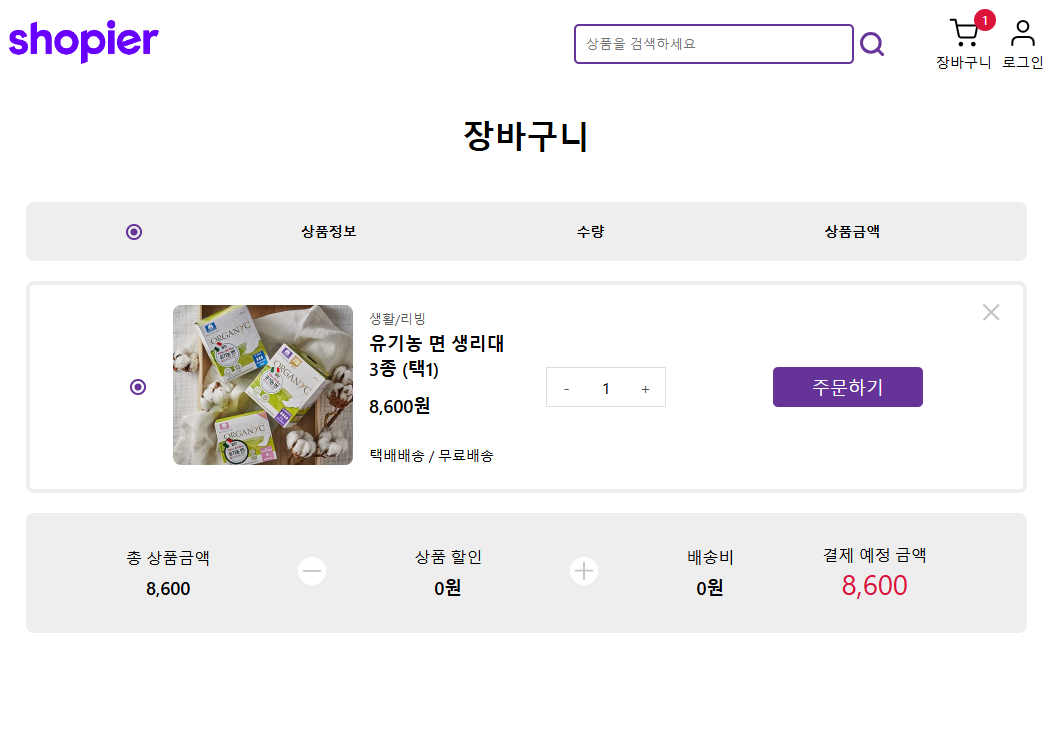 shopier
상품을 검색하세요
1
장바구니
로그인
장바구니
상품정보
수량
상품금액
ORGANYC
ORGANYC
ORGANYC
생활/리빙
유기농 면 생리대
3종 (택1)
8,600원
택배배송 / 무료배송
- 1 +
주문하기
총 상품금액
8,600
상품 할인
0원
배송비
0원
결제 예정 금액
8,600